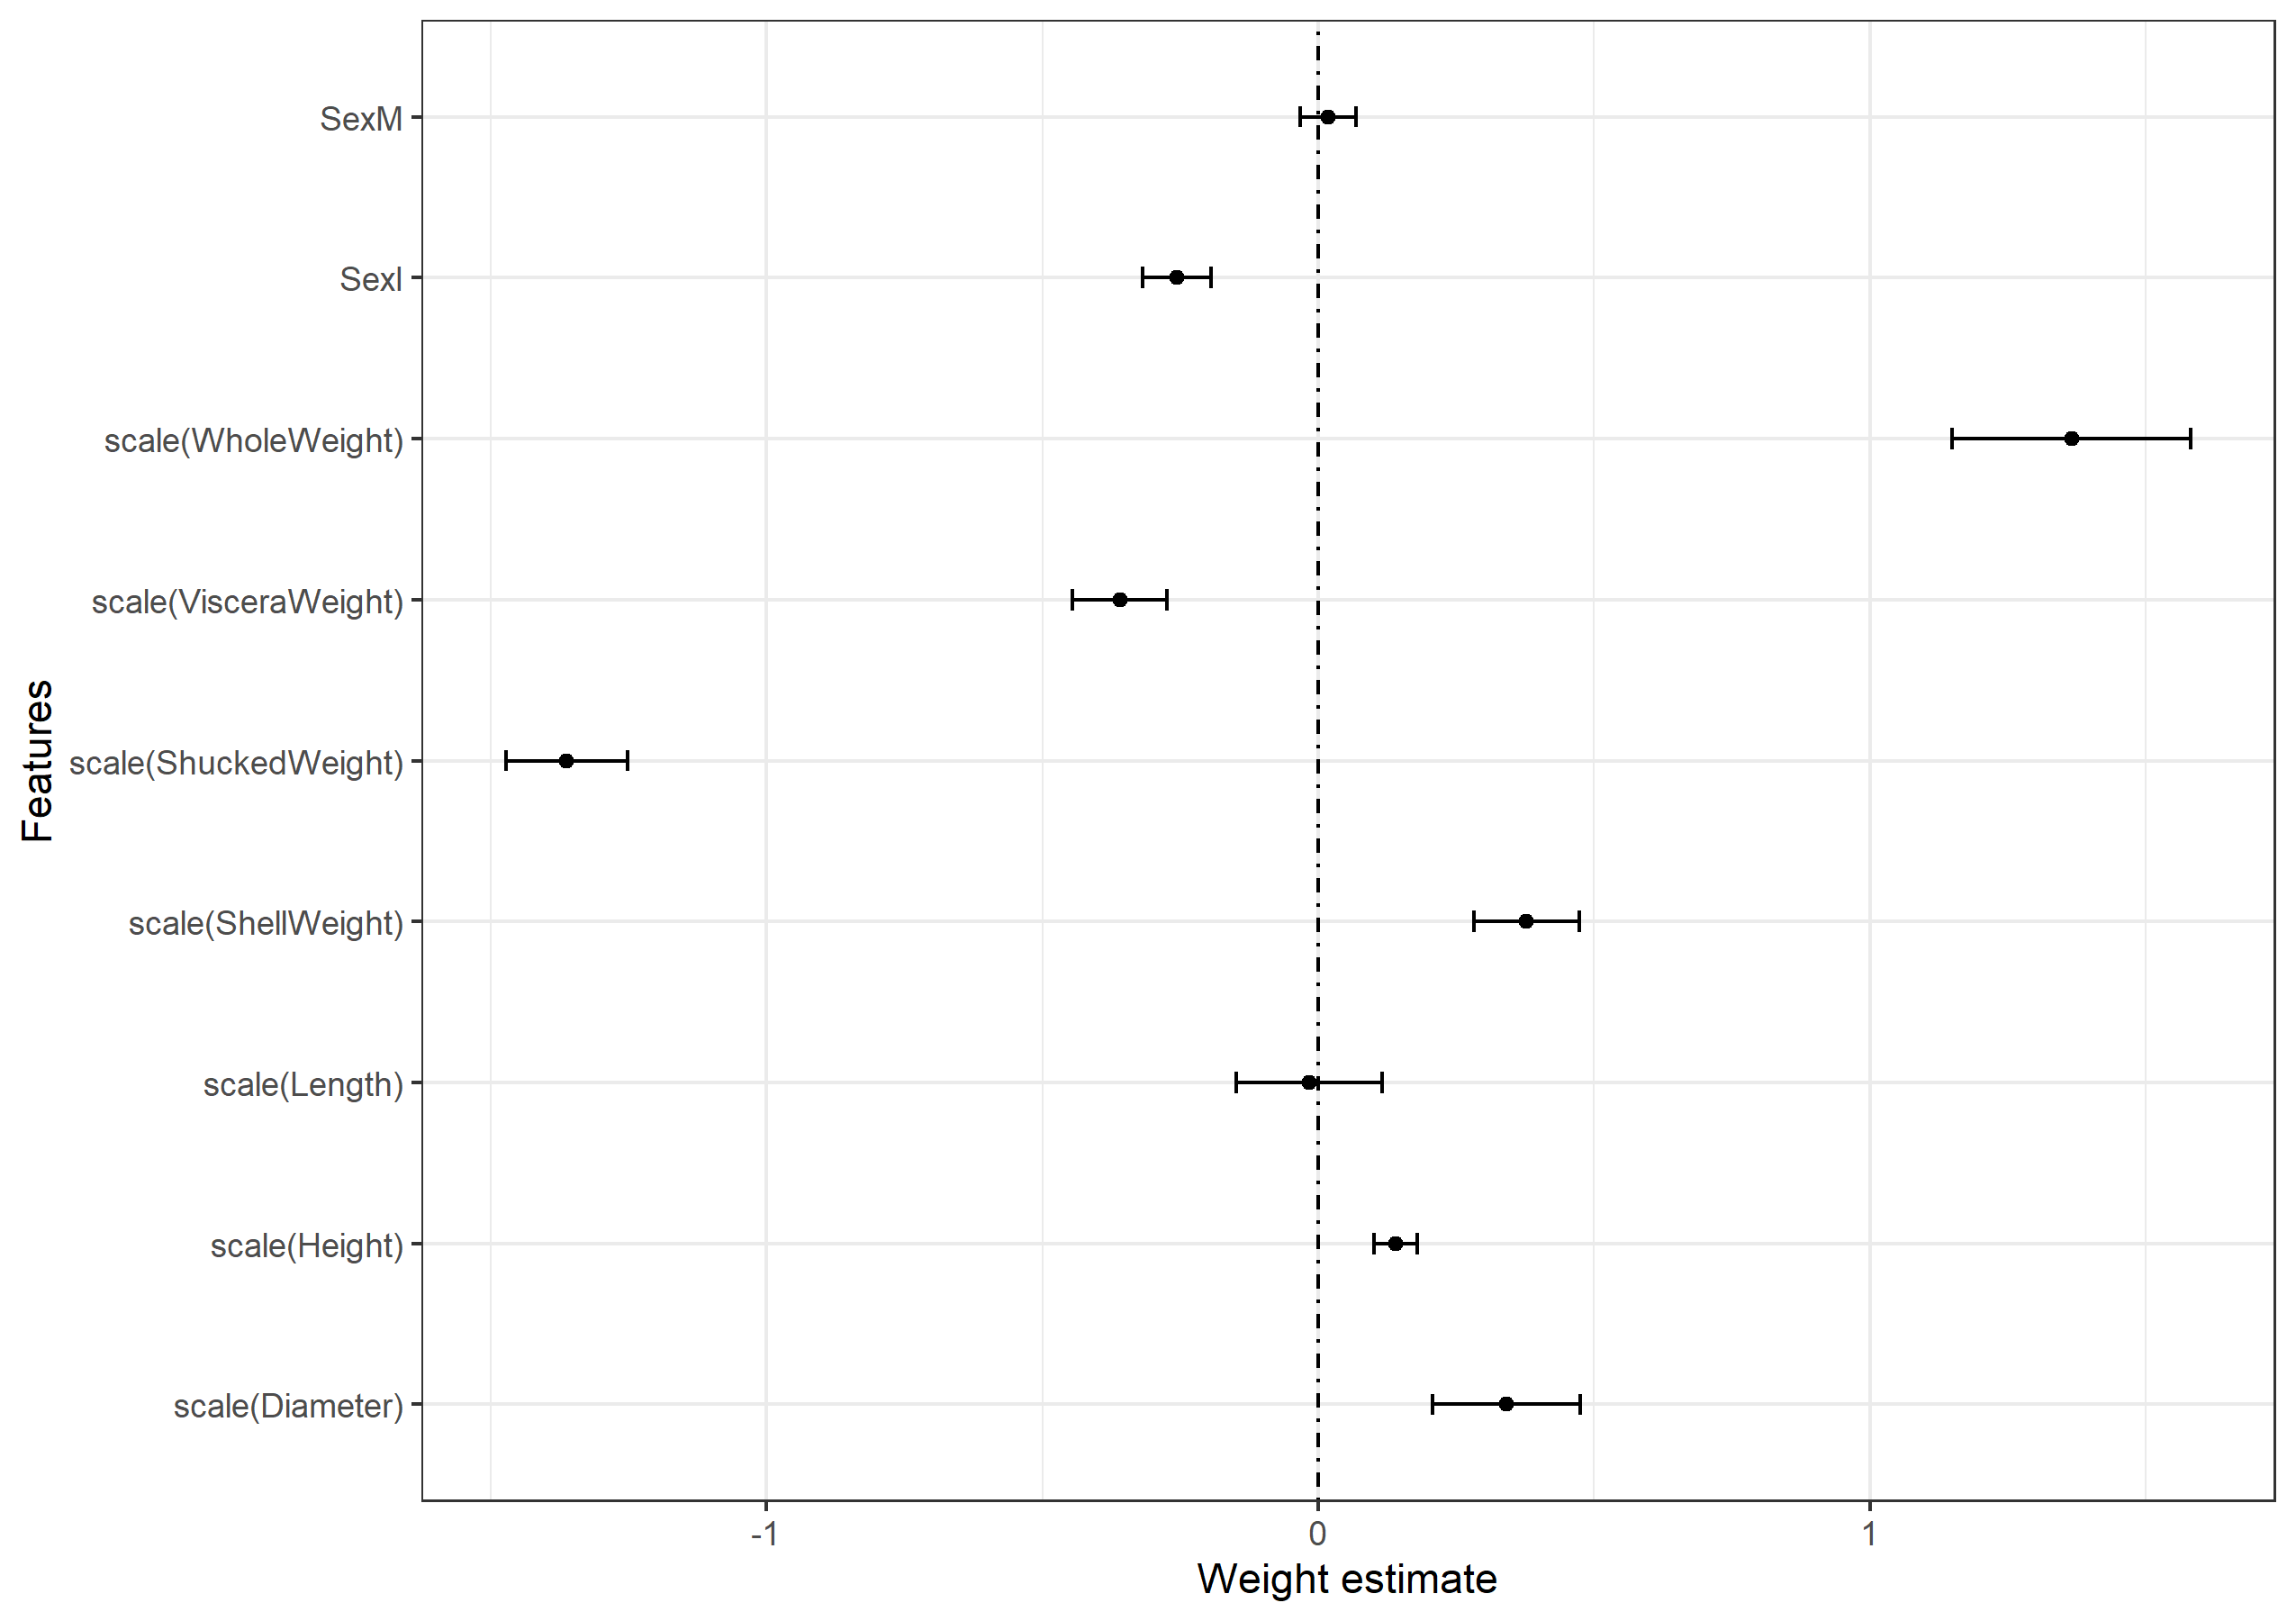 SexM
SexI
scale(WholeWeight)
scale(VisceraWeight)
scale(ShuckedWeight)
scale(ShellWeight)
scale(Length)
scale(Height)
scale(Diameter)
Features
-1
0
1
Weight estimate